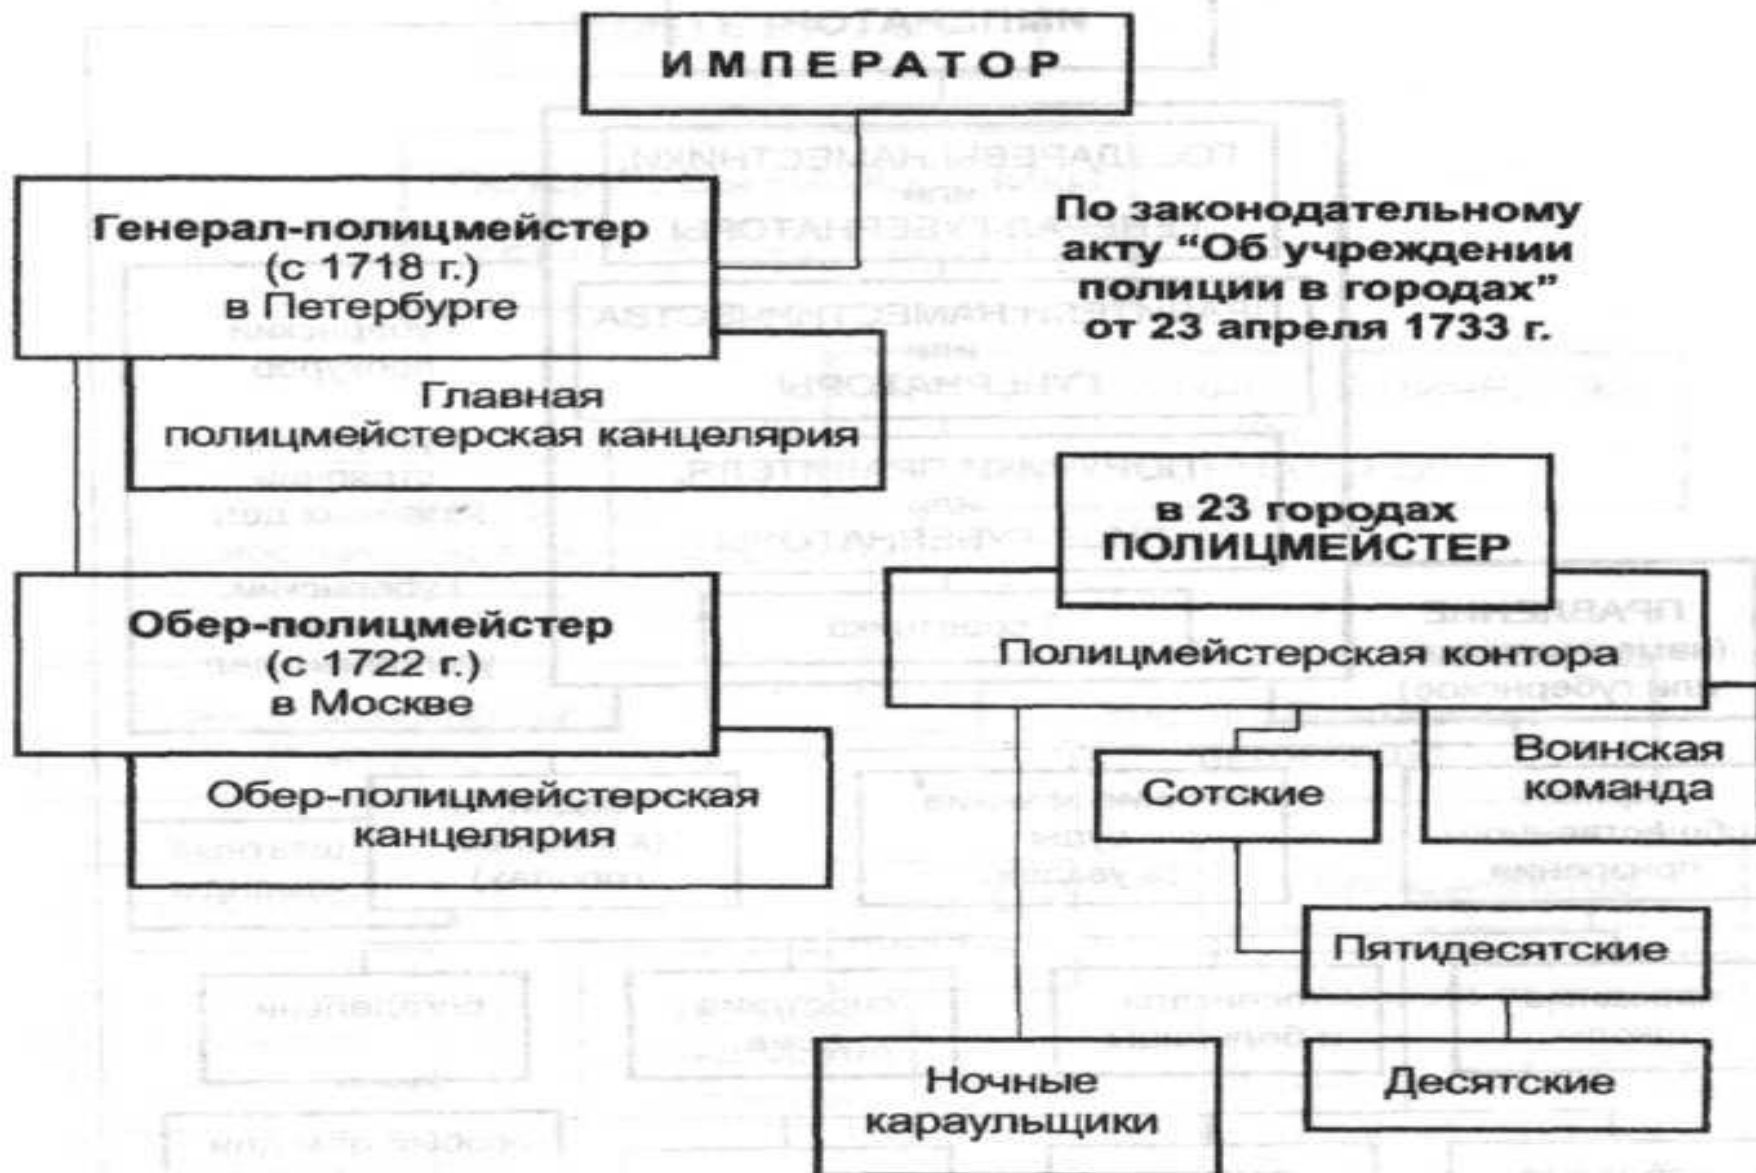 ИМПЕРАТОР
Генерал-полицмейстер
(с 1718 г.)
в Петербурге
Главная
полицмейстерская канцелярия
По законодательному
акту “Об учреждении
полиции в городах”
от 23 апреля 1733 г.
Обер-полицмейстер
(с 1722 г.)
в Москве
Обер-полицмейстерская
канцелярия
в 23 городах
ПОЛИЦМЕЙСТЕР
Полицмейстерская контора
Сотские
Воинская
команда
Пятидесятские
Десятские
Ночные
караульщики